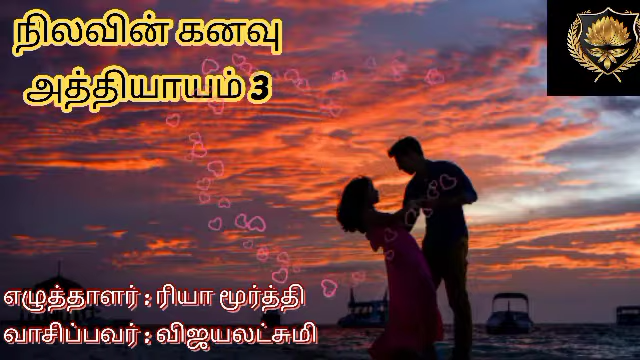 நிலவின் கனவு
அத்தியாயம் 3
எழுத்தாளர் : ரியா மூர்த்தி
வாசிப்பவர் : விஜயலட்சுமி